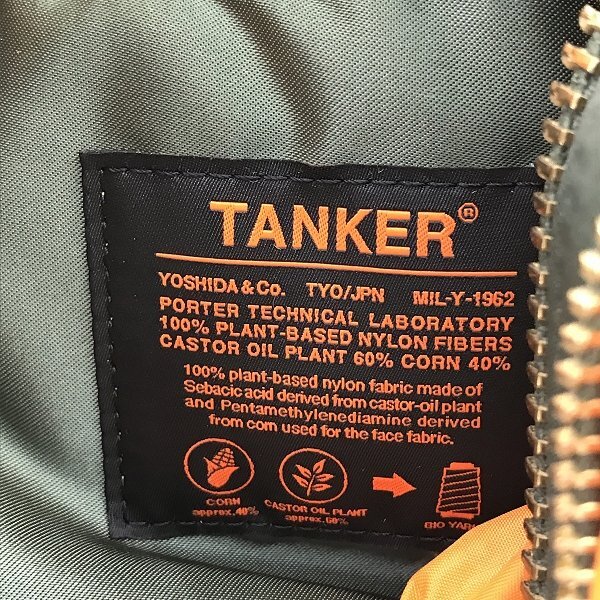 TANKER®
YOSHIDA & Co. TYO/JPN MIL-Y-1962
PORTER TECHNICAL LABORATORY
100% PLANT-BASED NYLON FIBERS
CASTOR OIL PLANT 60% CORN 40%
100% plant-based nylon fabric made of
Sebacic acid derived from castor-oil plant
and Pentamethylenediamine derived
from corn used for the face fabric.
CORN
approx.40%
CASTOR OIL PLANT
approx.60%
BIO YARN